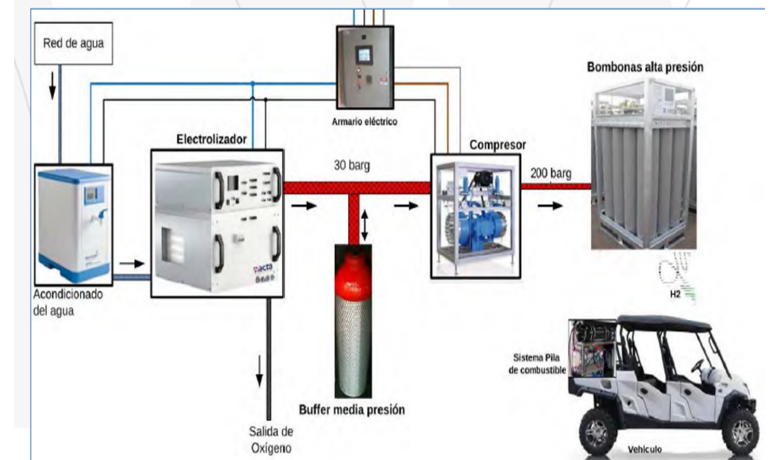 Red de agua
Armario eléctrico
Bombonas alta presión
Electrolizador
30 barg
Compresor
200 barg
acta
Acondicionado
del agua
H2
Sistema Pila
de combustible
Buffer media presión
Salida de
Oxígeno
Vehículo